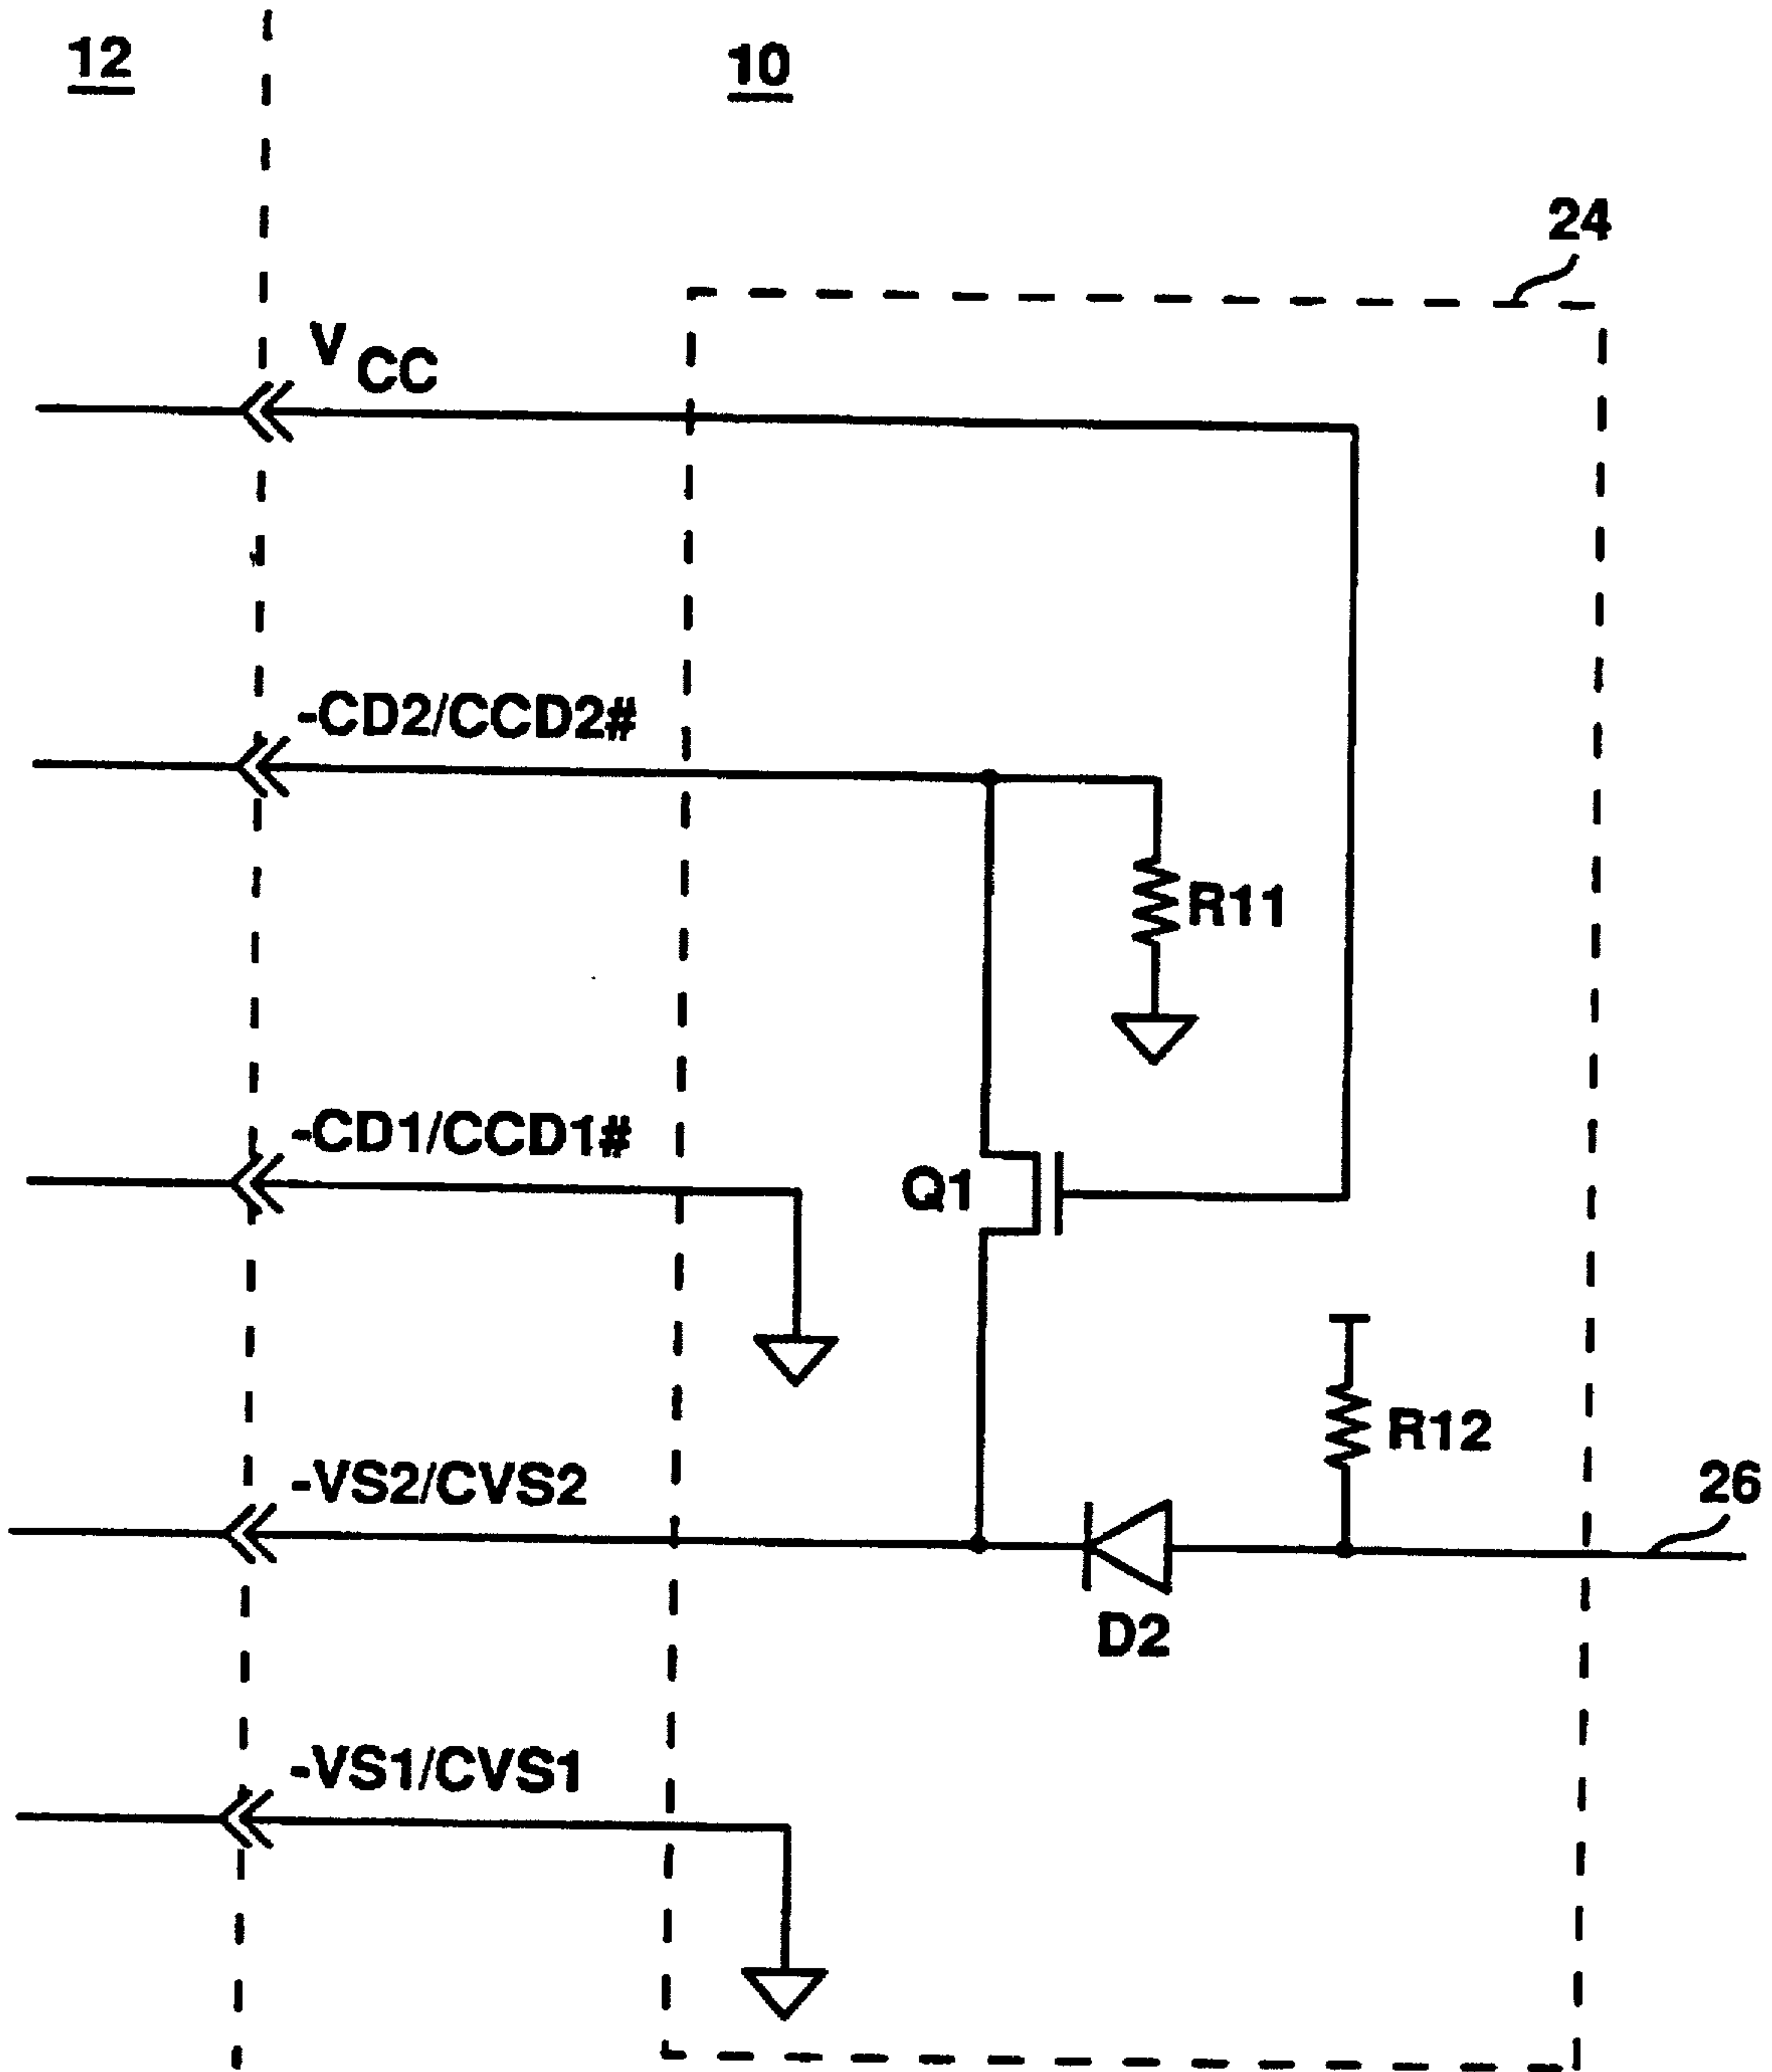 12
10
24
VCC
-CD2/CCD2#
R11
-CD1/CCD1#
Q1
R12
-VS2/CVS2
26
D2
-VS1/CVS1